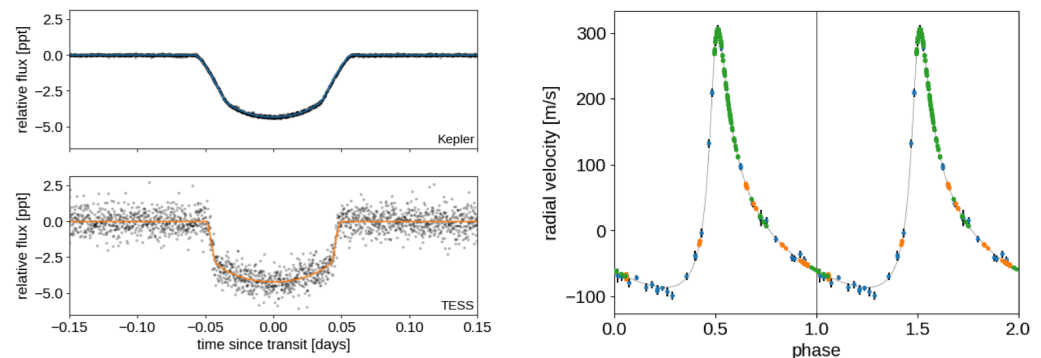 2.5
0.0
−2.5
−5.0
relative flux [ppt]
Kepler
2.5
0.0
−2.5
−5.0
relative flux [ppt]
TESS
−0.15 −0.10 −0.05 0.00 0.05 0.10 0.15
time since transit [days]
300
200
100
0
−100
radial velocity [m/s]
0.0 0.5 1.0 1.5 2.0
phase